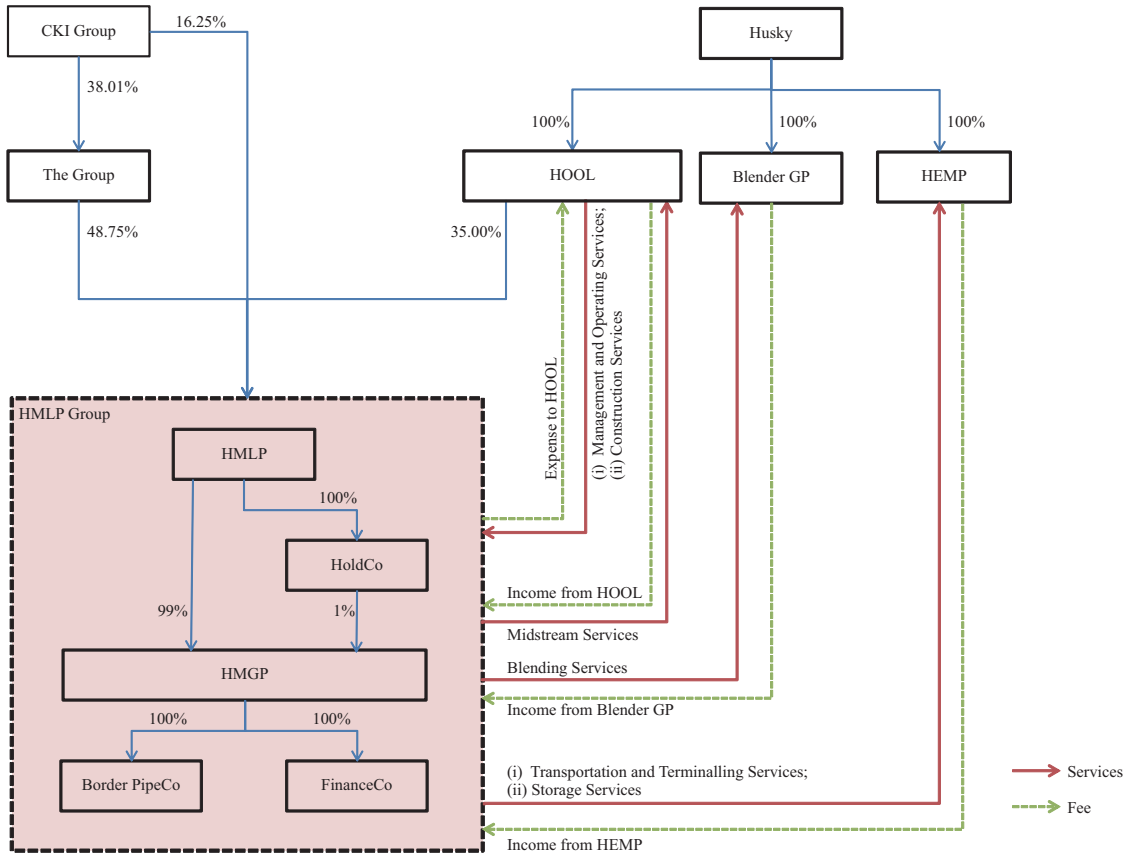 CKI Group
16.25%
Husky
38.01%
100%
100%
100%
The Group
HOOL
Blender GP
HEMP
48.75%
35.00%
Expense to HOOL
(i) Management and Operating Services;
(ii) Construction Services
HMLP Group
HMLP
100%
HoldCo
99%
1%
Income from HOOL
Midstream Services
HMGP
Blending Services
Income from Blender GP
100%
100%
Border PipeCo
FinanceCo
(i) Transportation and Terminalling Services;
(ii) Storage Services
Income from HEMP
Services
Fee